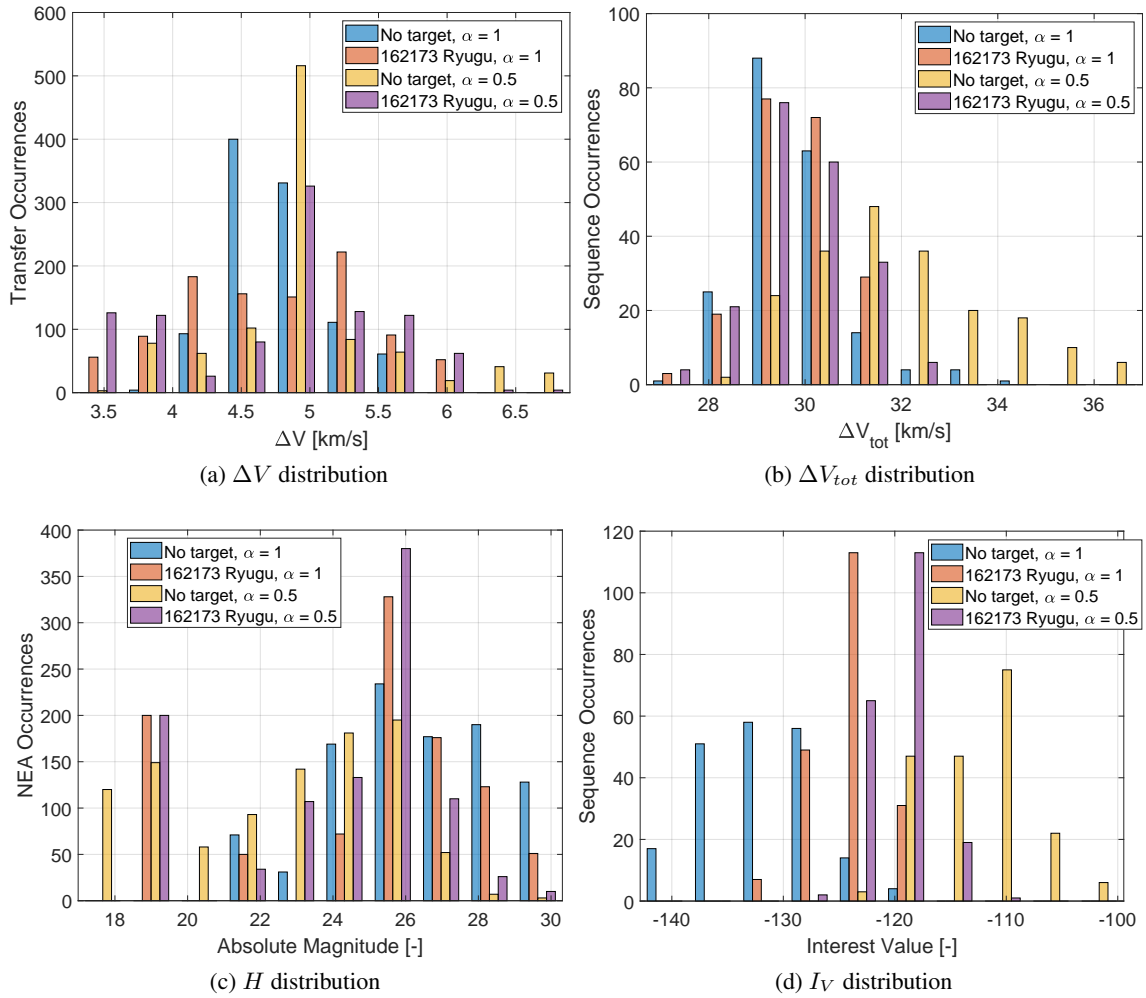 600
500
400
300
200
100
0
Transfer Occurrences
No target, α = 1
162173 Ryugu, α = 1
No target, α = 0.5
162173 Ryugu, α = 0.5
3.5 4 4.5 5 5.5 6 6.5
ΔV [km/s]
(a) ΔV distribution
100
80
60
40
20
0
Sequence Occurrences
No target, α = 1
162173 Ryugu, α = 1
No target, α = 0.5
162173 Ryugu, α = 0.5
28 30 32 34 36
ΔV_tot [km/s]
(b) ΔV_tot distribution
400
350
300
250
200
150
100
50
0
NEA Occurrences
No target, α = 1
162173 Ryugu, α = 1
No target, α = 0.5
162173 Ryugu, α = 0.5
18 20 22 24 26 28 30
Absolute Magnitude [-]
(c) H distribution
120
100
80
60
40
20
0
Sequence Occurrences
No target, α = 1
162173 Ryugu, α = 1
No target, α = 0.5
162173 Ryugu, α = 0.5
-140 -130 -120 -110 -100
Interest Value [-]
(d) I_V distribution